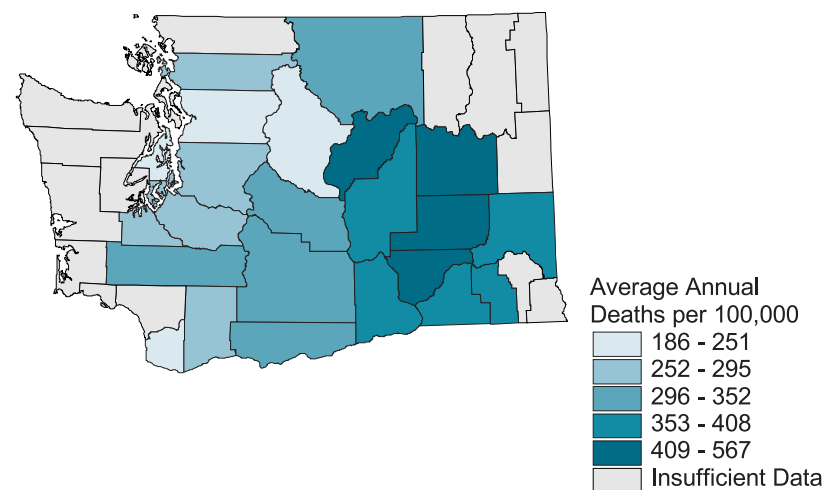 Average Annual
Deaths per 100,000
186 - 251
252 - 295
296 - 352
353 - 408
409 - 567
Insufficient Data